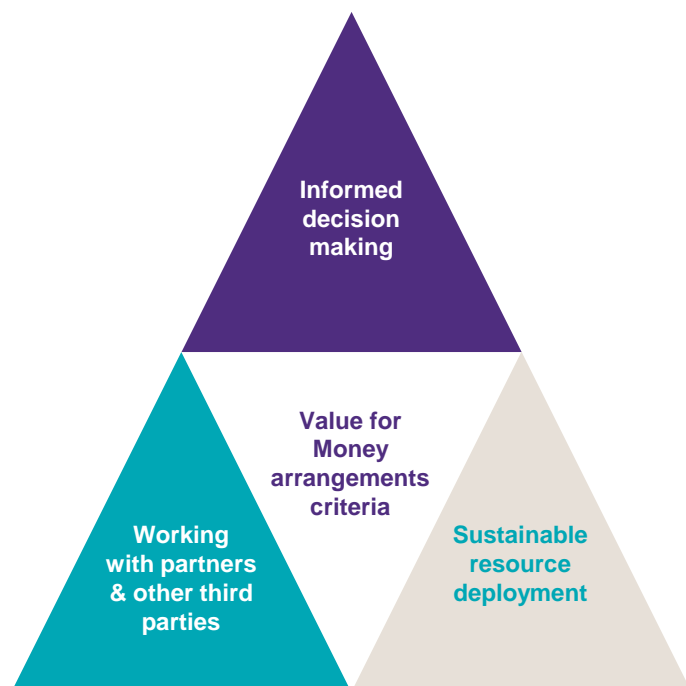 Informed
decision
making
Value for
Money
arrangements
criteria
Working
with partners
& other third
parties
Sustainable
resource
deployment